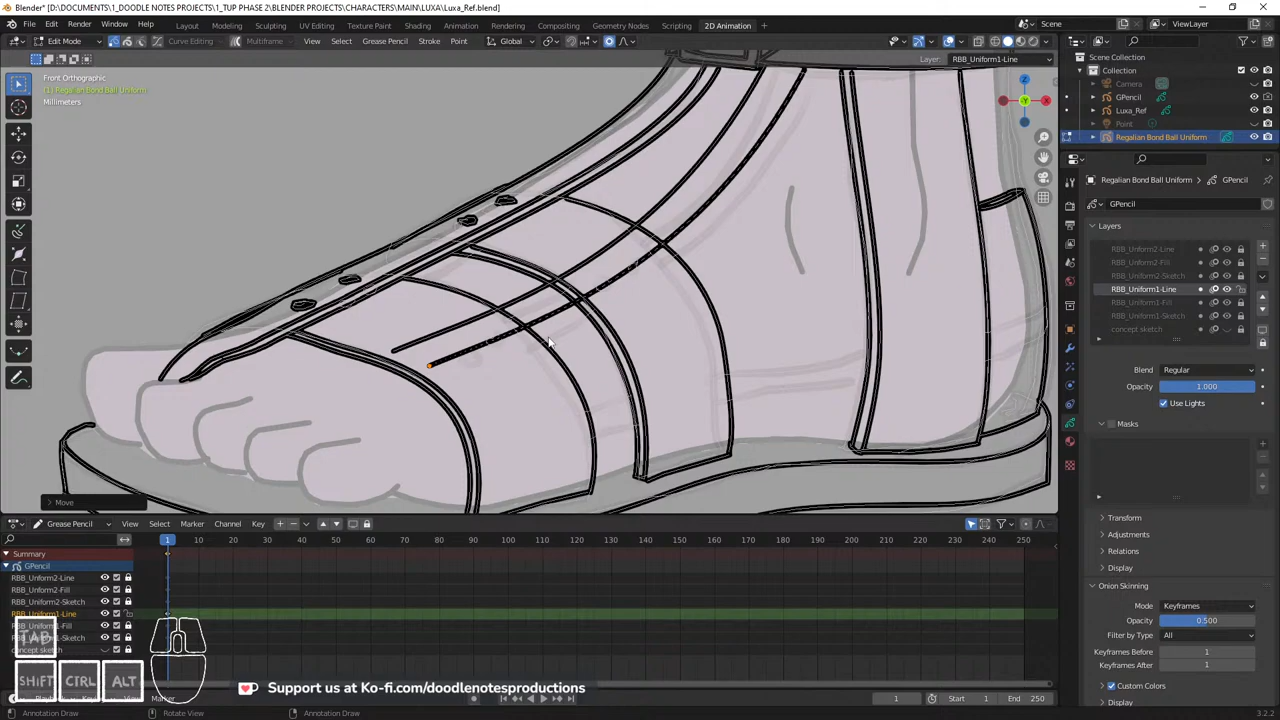 Blender* [D:\DOCUMENTS\1_DOODLE NOTES PROJECTS\1_TUP PHASE 2\BLENDER PROJECTS\CHARACTERS\MAIN\LUXA\Luxa_Ref.blend]
File Edit Render Window Help Layout Modeling Sculpting UV Editing Texture Paint Shading Animation Rendering Compositing Geometry Nodes Scripting 2D Animation Scene ViewLayer
Edit Mode Curve Editing Multiframe View Select Grease Pencil Stroke Point Global
Layer: RBB_Uniform1-Line
Front Orthographic
(1) Regalian Bond Ball Uniform
Millimeters
Z
-Y
X
Move
Scene Collection
Collection
Camera
GPencil
Luxa_Ref
Point
Regalian Bond Ball Uniform
Regalian Bond Ball Uniform GPencil
GPencil
Layers
RBB_Uniform2-Line
RBB_Uniform2-Fill
RBB_Uniform2-Sketch
RBB_Uniform1-Line
RBB_Uniform1-Fill
RBB_Uniform1-Sketch
concept sketch
Blend Regular
Opacity 1.000
Use Lights
Masks
Transform
Adjustments
Relations
Display
Onion Skinning
Mode Keyframes
Opacity 0.500
Filter by Type All
Keyframes Before 1
Keyframes After 1
Custom Colors
Display
Grease Pencil View Select Marker Channel Key
1 10 20 30 40 50 60 70 80 90 100 110 120 130 140 150 160 170 180 190 200 210 220 230 240 250
Summary
GPencil
RBB_Uniform2-Line
RBB_Uniform2-Fill
RBB_Uniform2-Sketch
RBB_Uniform1-Line
TAB
SHIFT CTRL ALT
concept sketch
Support us at Ko-fi.com/doodlenotesproductions
1 Start 1 End 250
Annotation Draw Rotate View Annotation Draw 3.2.2